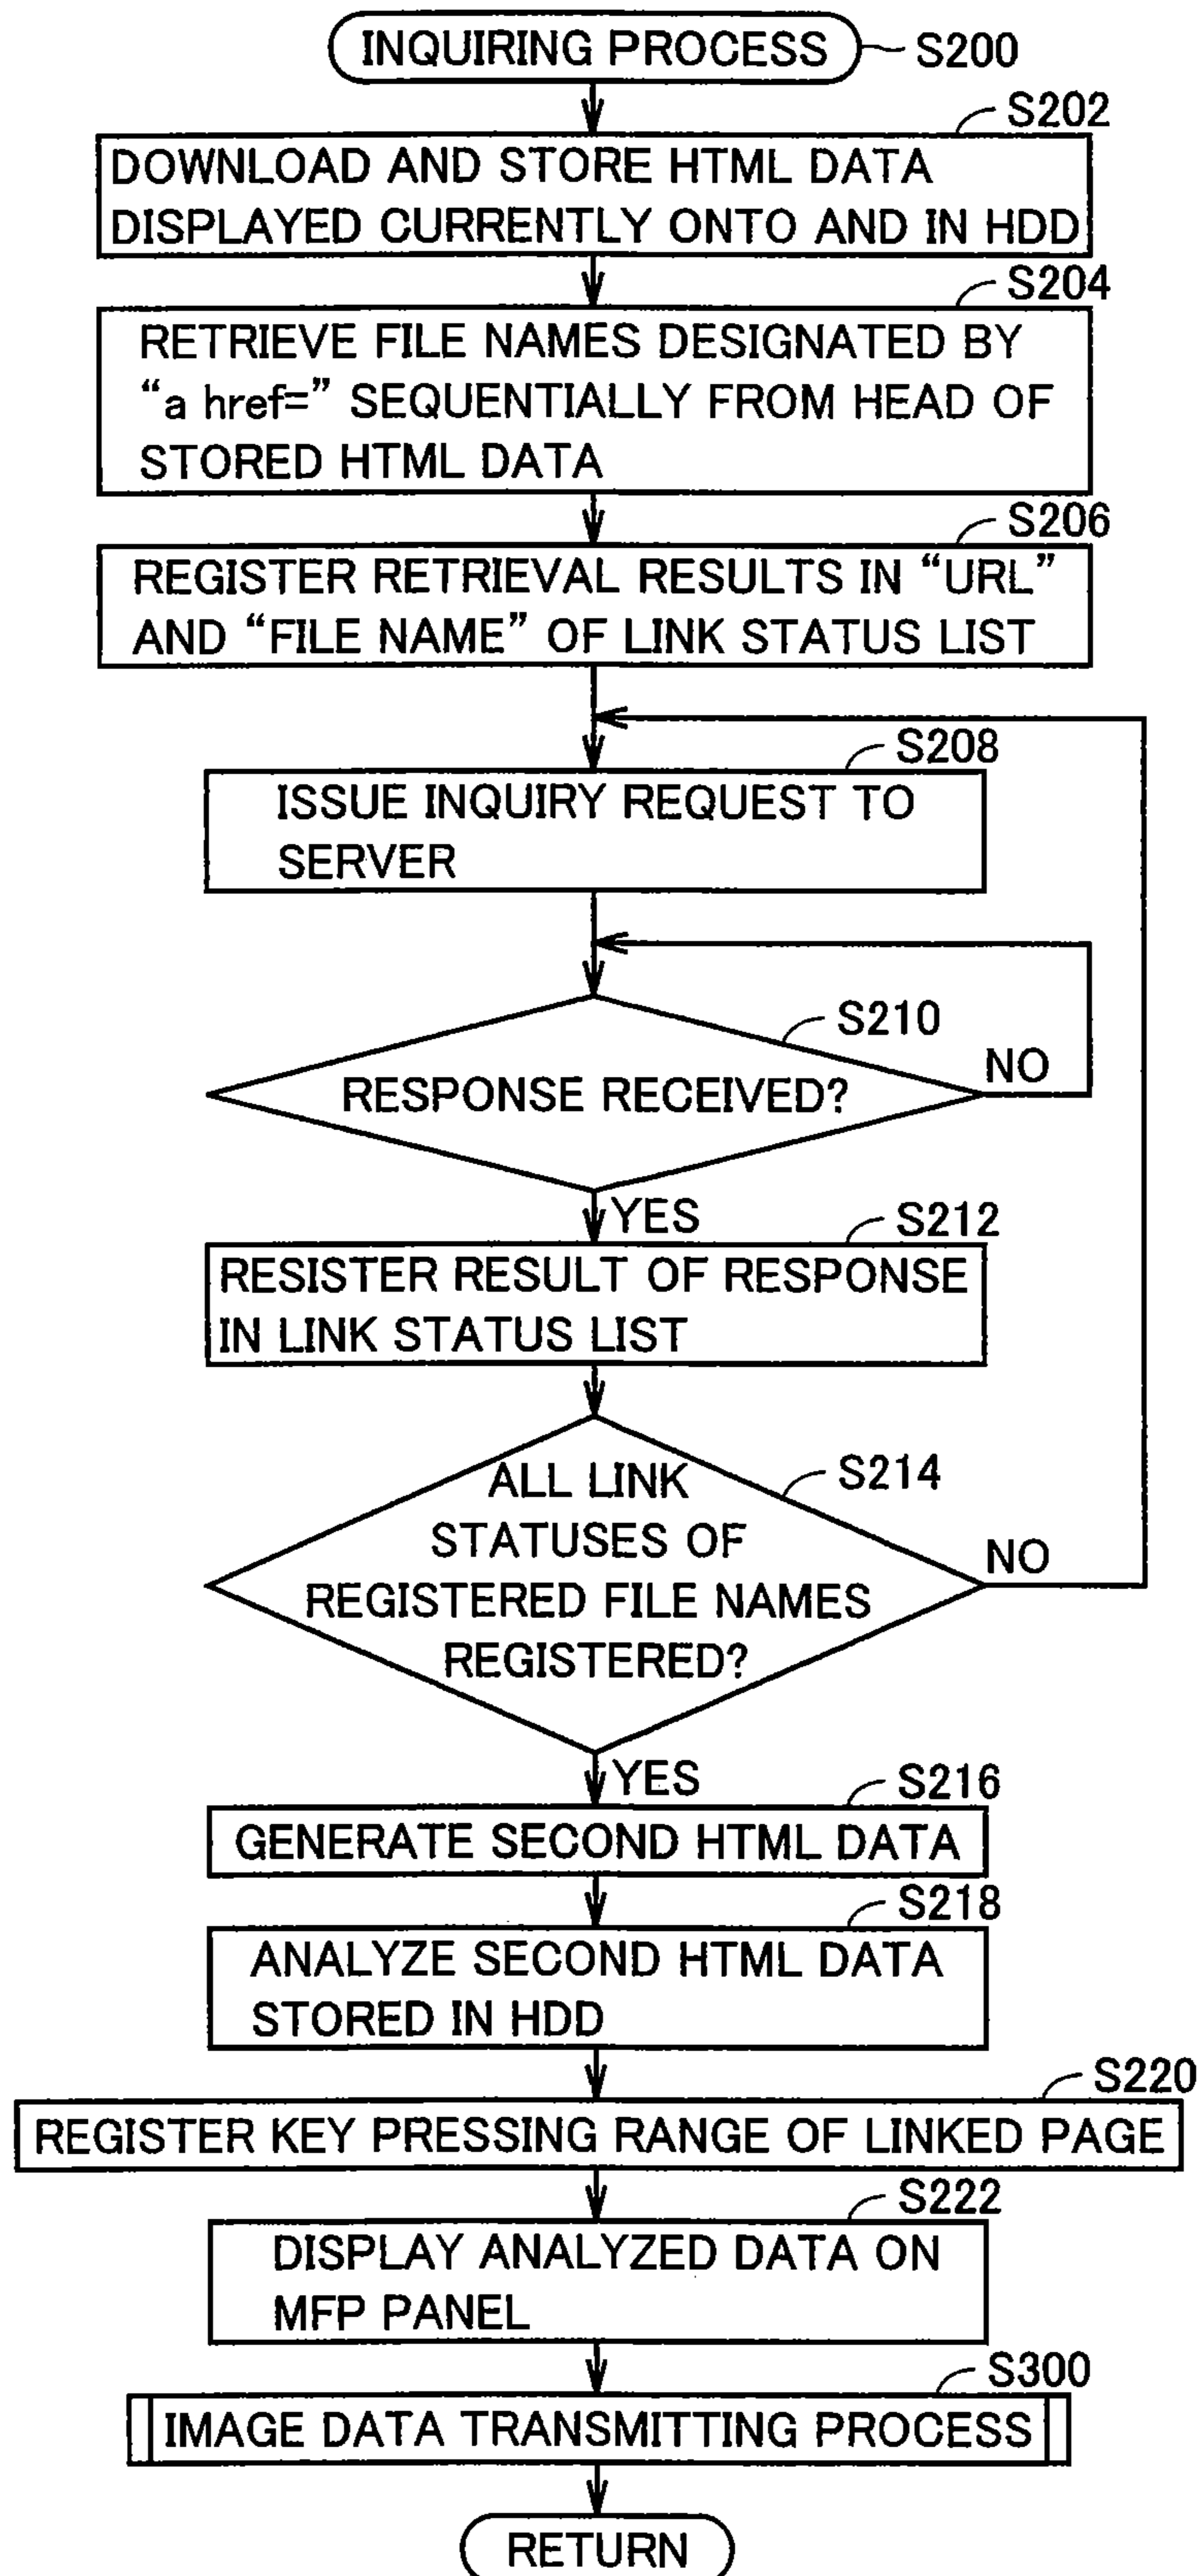 INQUIRING PROCESS
S200
S202
DOWNLOAD AND STORE HTML DATA
DISPLAYED CURRENTLY ONTO AND IN HDD
S204
RETRIEVE FILE NAMES DESIGNATED BY
“a href=” SEQUENTIALLY FROM HEAD OF
STORED HTML DATA
S206
REGISTER RETRIEVAL RESULTS IN “URL”
AND “FILE NAME” OF LINK STATUS LIST
S208
ISSUE INQUIRY REQUEST TO
SERVER
S210
RESPONSE RECEIVED?
NO
YES
S212
RESISTER RESULT OF RESPONSE
IN LINK STATUS LIST
S214
ALL LINK
STATUSES OF
REGISTERED FILE NAMES
REGISTERED?
NO
YES
S216
GENERATE SECOND HTML DATA
S218
ANALYZE SECOND HTML DATA
STORED IN HDD
S220
REGISTER KEY PRESSING RANGE OF LINKED PAGE
S222
DISPLAY ANALYZED DATA ON
MFP PANEL
S300
IMAGE DATA TRANSMITTING PROCESS
RETURN